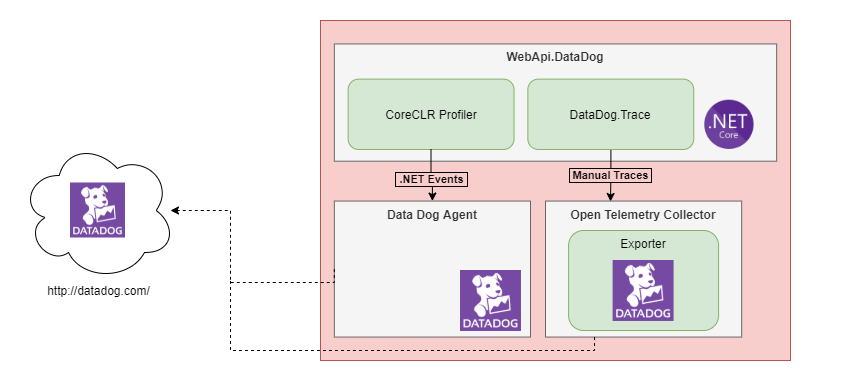 WebApi.DataDog
CoreCLR Profiler
DataDog.Trace
.NET
Core
.NET Events
Manual Traces
Data Dog Agent
Open Telemetry Collector
Exporter
DATADOG
DATADOG
DATADOG
http://datadog.com/